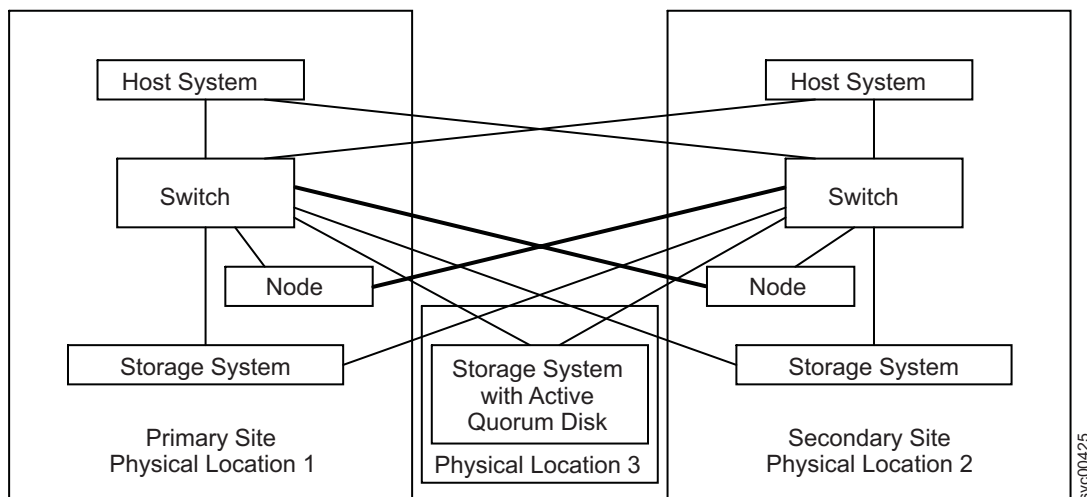 Host System
Switch
Node
Storage System
Primary Site
Physical Location 1
Storage System
with Active
Quorum Disk
Physical Location 3
Host System
Switch
Node
Storage System
Secondary Site
Physical Location 2
svc00425